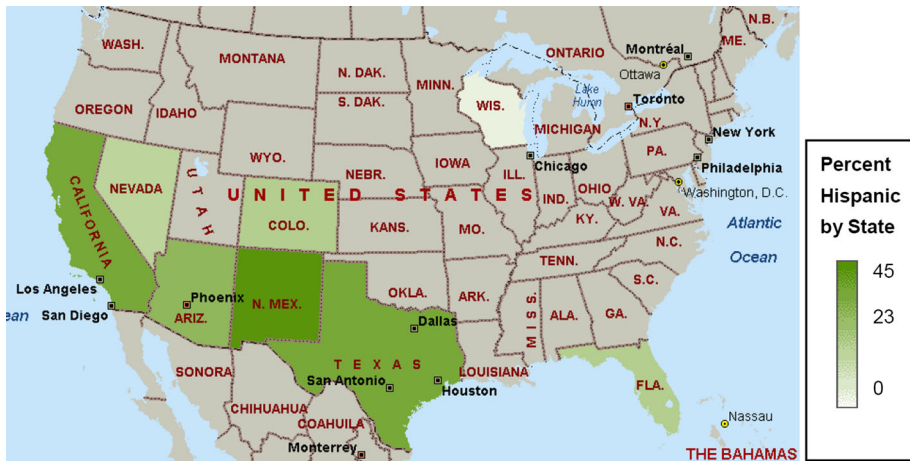 WASH.
MONTANA
N. DAK.
MINN.
ONTARIO
Montréal
N.B.
ME.
Ottawa
OREGON
IDAHO
S. DAK.
WIS.
Lake
Huron
MICHIGAN
Toronto
N.Y.
New York
WYO.
IOWA
Chicago
PA.
Philadelphia
NEVADA
UTAH
NEBR.
ILL.
IND.
OHIO
W. VA.
Washington, D.C.
UNITED STATES
CALIFORNIA
COLO.
KANS.
MO.
KY.
VA.
Atlantic
Ocean
TENN.
N.C.
Los Angeles
San Diego
ean
Phoenix
ARIZ.
N. MEX.
OKLA.
ARK.
S.C.
MISS.
ALA.
GA.
Dallas
TEXAS
San Antonio
Houston
LOUISIANA
FLA.
SONORA
CHIHUAHUA
COAHUILA
Monterrey
Nassau
THE BAHAMAS
Percent
Hispanic
by State
45
23
0